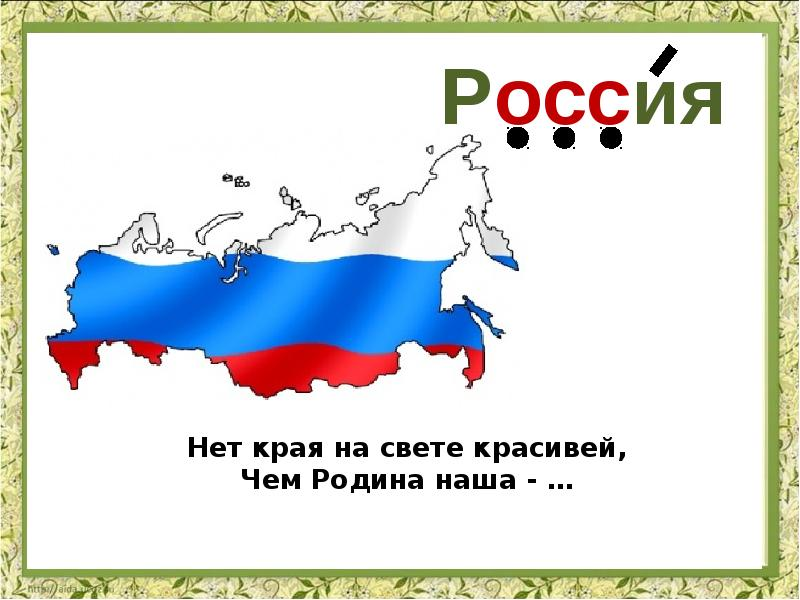 Россия
Нет края на свете красивей,
Чем Родина наша - ...